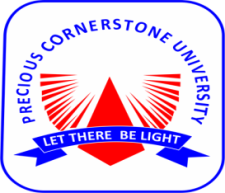 PRECIOUS CORNERSTONE UNIVERSITY
LET THERE BE LIGHT